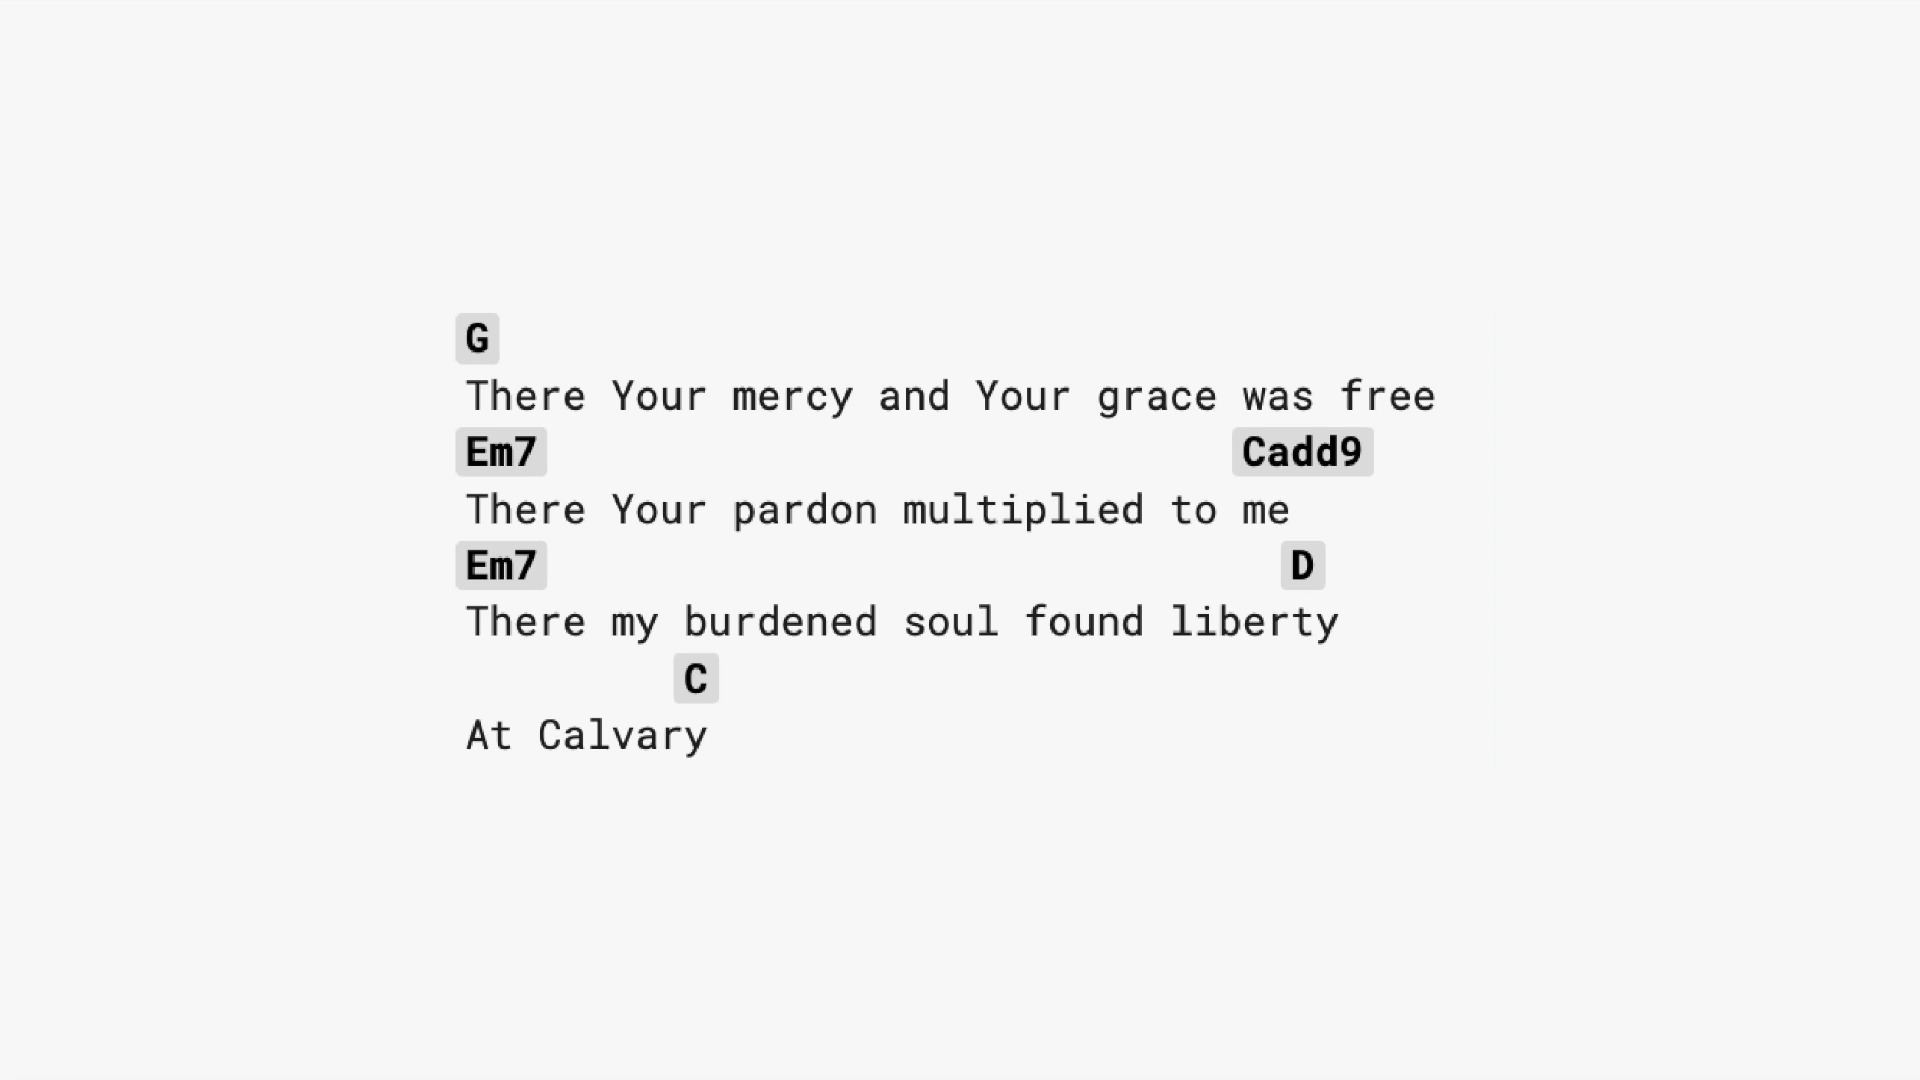 G
There Your mercy and Your grace was free
Em7 Cadd9
There Your pardon multiplied to me
Em7 D
There my burdened soul found liberty
C
At Calvary